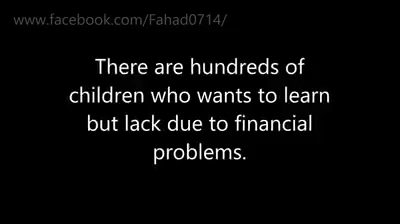 www.facebook.com/Fahad0714/
There are hundreds of
children who wants to learn
but lack due to financial
problems.